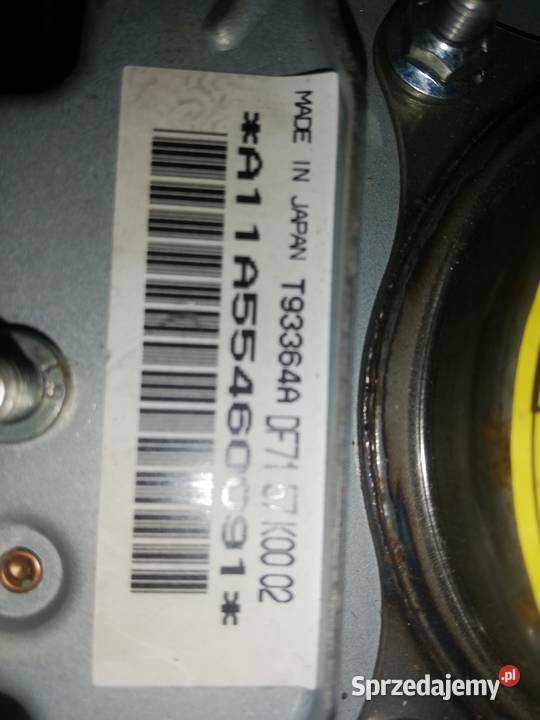 MADE IN JAPAN T93364A DF71 57K00 02
*A11A55460091*
Sprzedajemy.pl